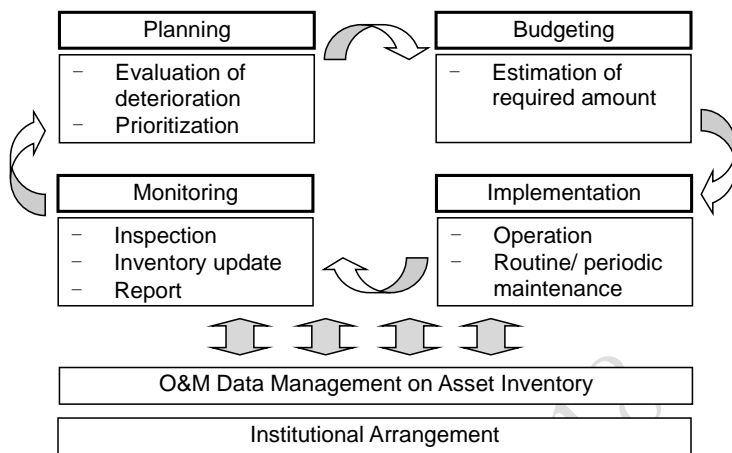 Planning
− Evaluation of
deterioration
− Prioritization
Budgeting
− Estimation of
required amount
Monitoring
− Inspection
− Inventory update
− Report
Implementation
− Operation
− Routine/ periodic
maintenance
O&M Data Management on Asset Inventory
Institutional Arrangement